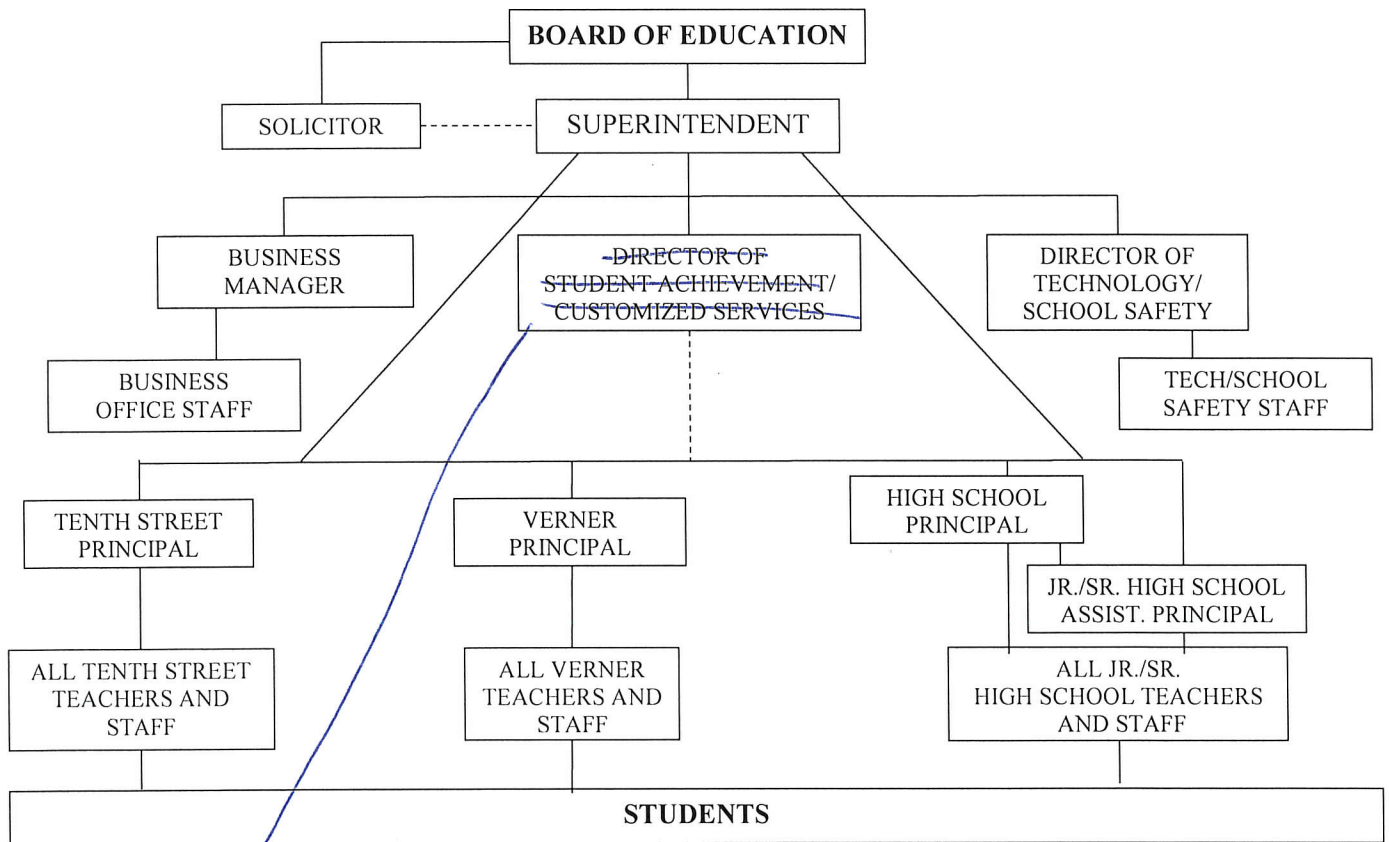 BOARD OF EDUCATION
SOLICITOR
SUPERINTENDENT
BUSINESS
MANAGER
DIRECTOR OF
STUDENT ACHIEVEMENT/
CUSTOMIZED SERVICES
DIRECTOR OF
TECHNOLOGY/
SCHOOL SAFETY
BUSINESS
OFFICE STAFF
TECH/SCHOOL
SAFETY STAFF
TENTH STREET
PRINCIPAL
VERNER
PRINCIPAL
HIGH SCHOOL
PRINCIPAL
JR./SR. HIGH SCHOOL
ASSIST. PRINCIPAL
ALL TENTH STREET
TEACHERS AND
STAFF
ALL VERNER
TEACHERS AND
STAFF
ALL JR./SR.
HIGH SCHOOL TEACHERS
AND STAFF
STUDENTS